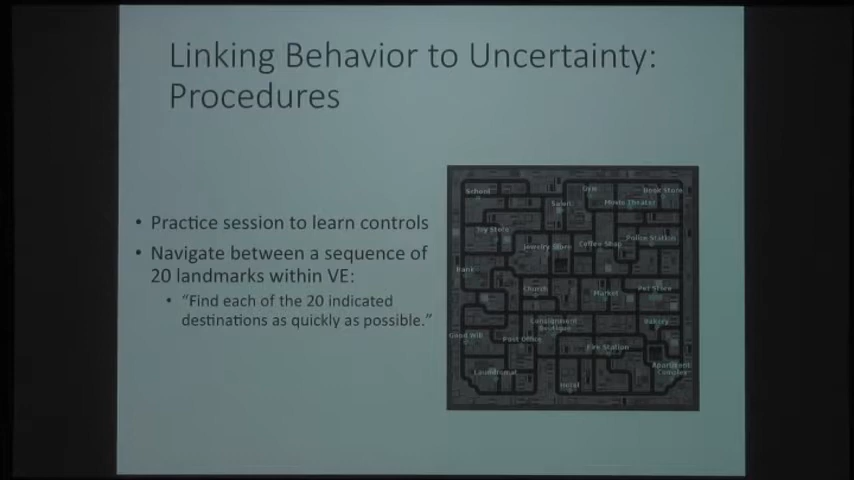 Linking Behavior to Uncertainty:
Procedures
• Practice session to learn controls
• Navigate between a sequence of
20 landmarks within VE:
• “Find each of the 20 indicated
destinations as quickly as possible.”
School
Gym
Book Store
Salon
Movie Theater
Toy Store
Police Station
Jewelry Store
Coffee Shop
Bank
Church
Market
Pet Store
Consignment
Boutique
Bakery
Good Will
Post Office
Fire Station
Laundromat
Apartment
Complex
Hotel